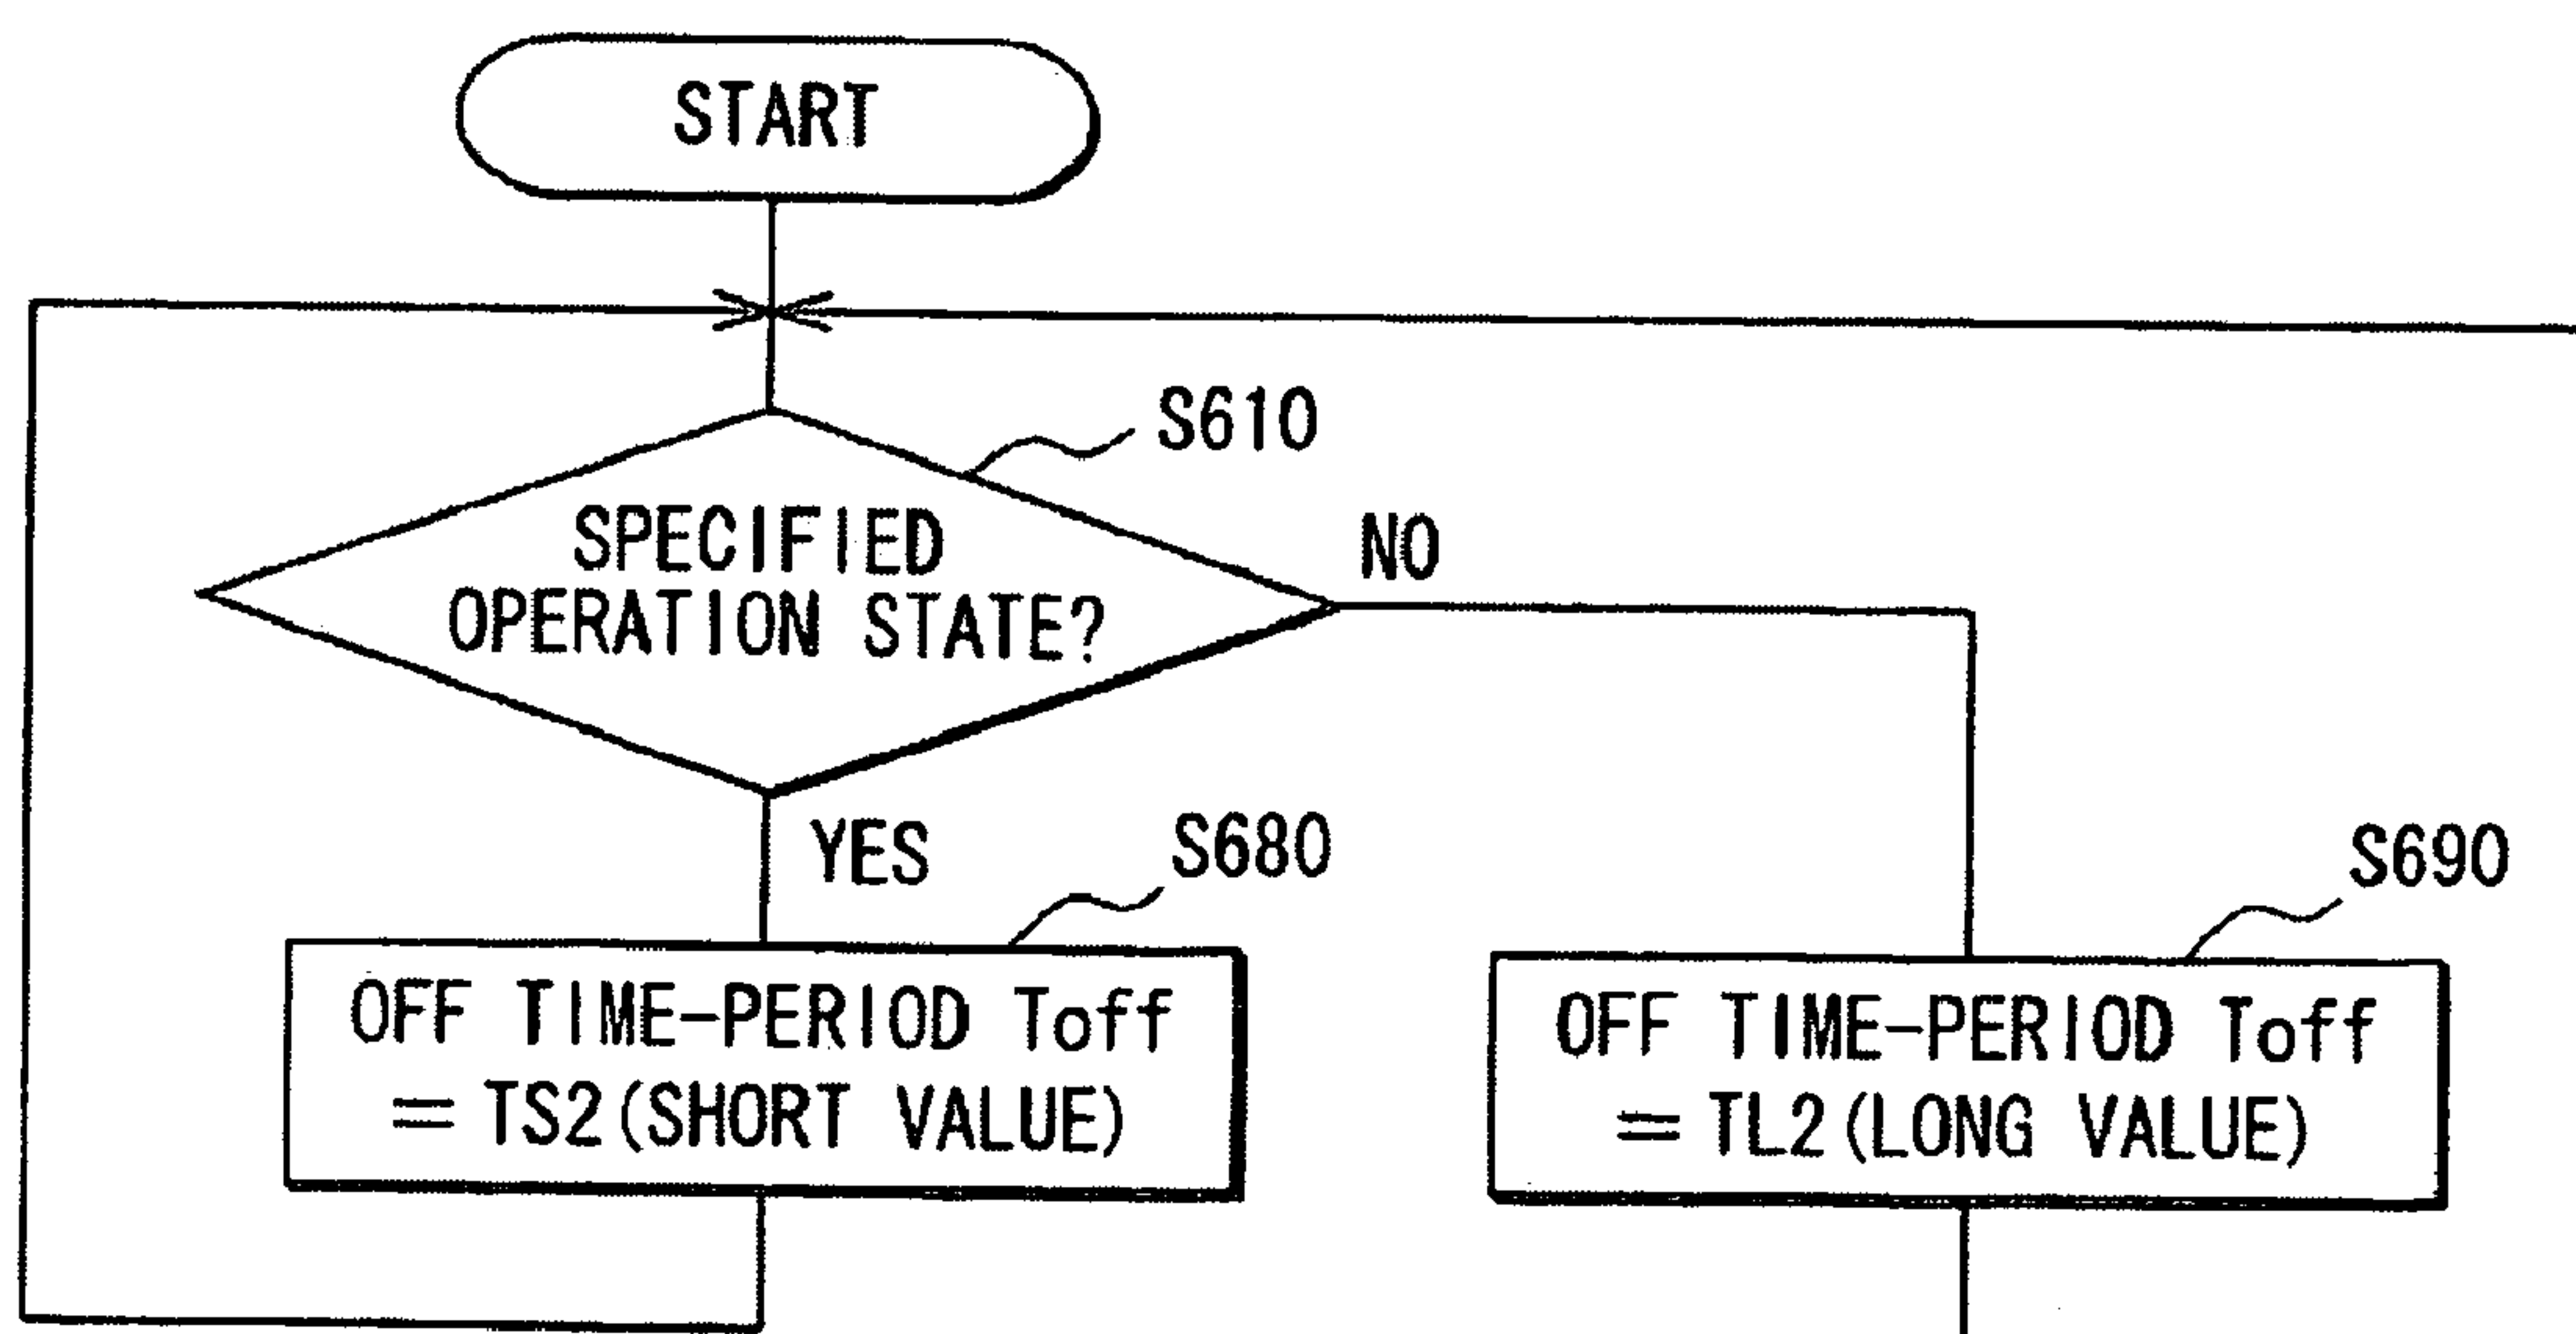 START
S610
SPECIFIED
OPERATION STATE?
NO
YES
S680
OFF TIME-PERIOD Toff
= TS2(SHORT VALUE)
S690
OFF TIME-PERIOD Toff
= TL2(LONG VALUE)